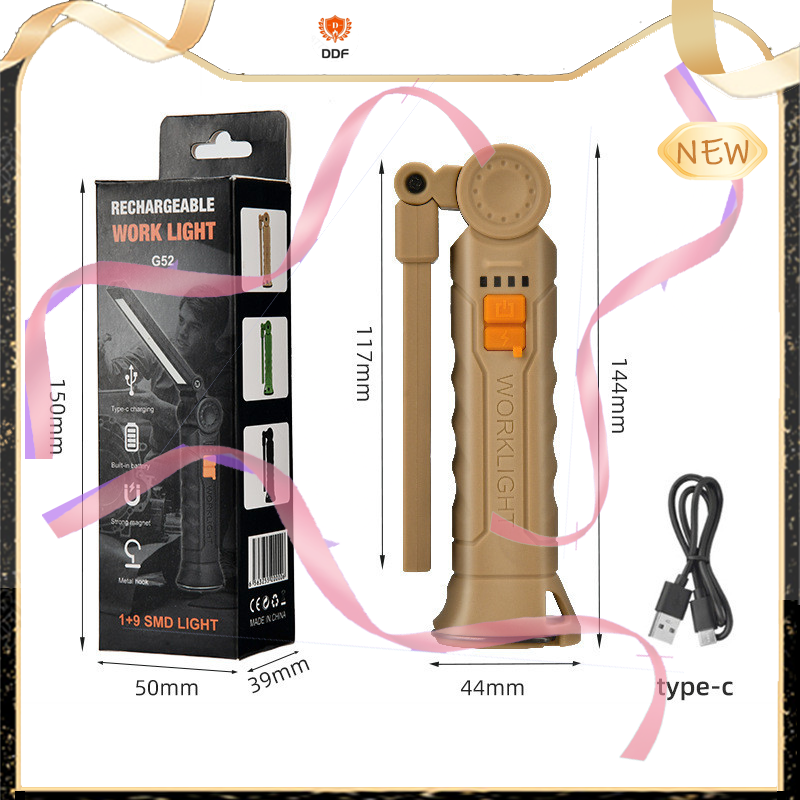 DDF
NEW
RECHARGEABLE
WORK LIGHT
G52
Type-c charging
Built-in battery
Strong magnet
Metal hook
1+9 SMD LIGHT
CE
MADE IN CHINA
150mm
50mm
39mm
117mm
WORKLIGHT
144mm
44mm
type-c